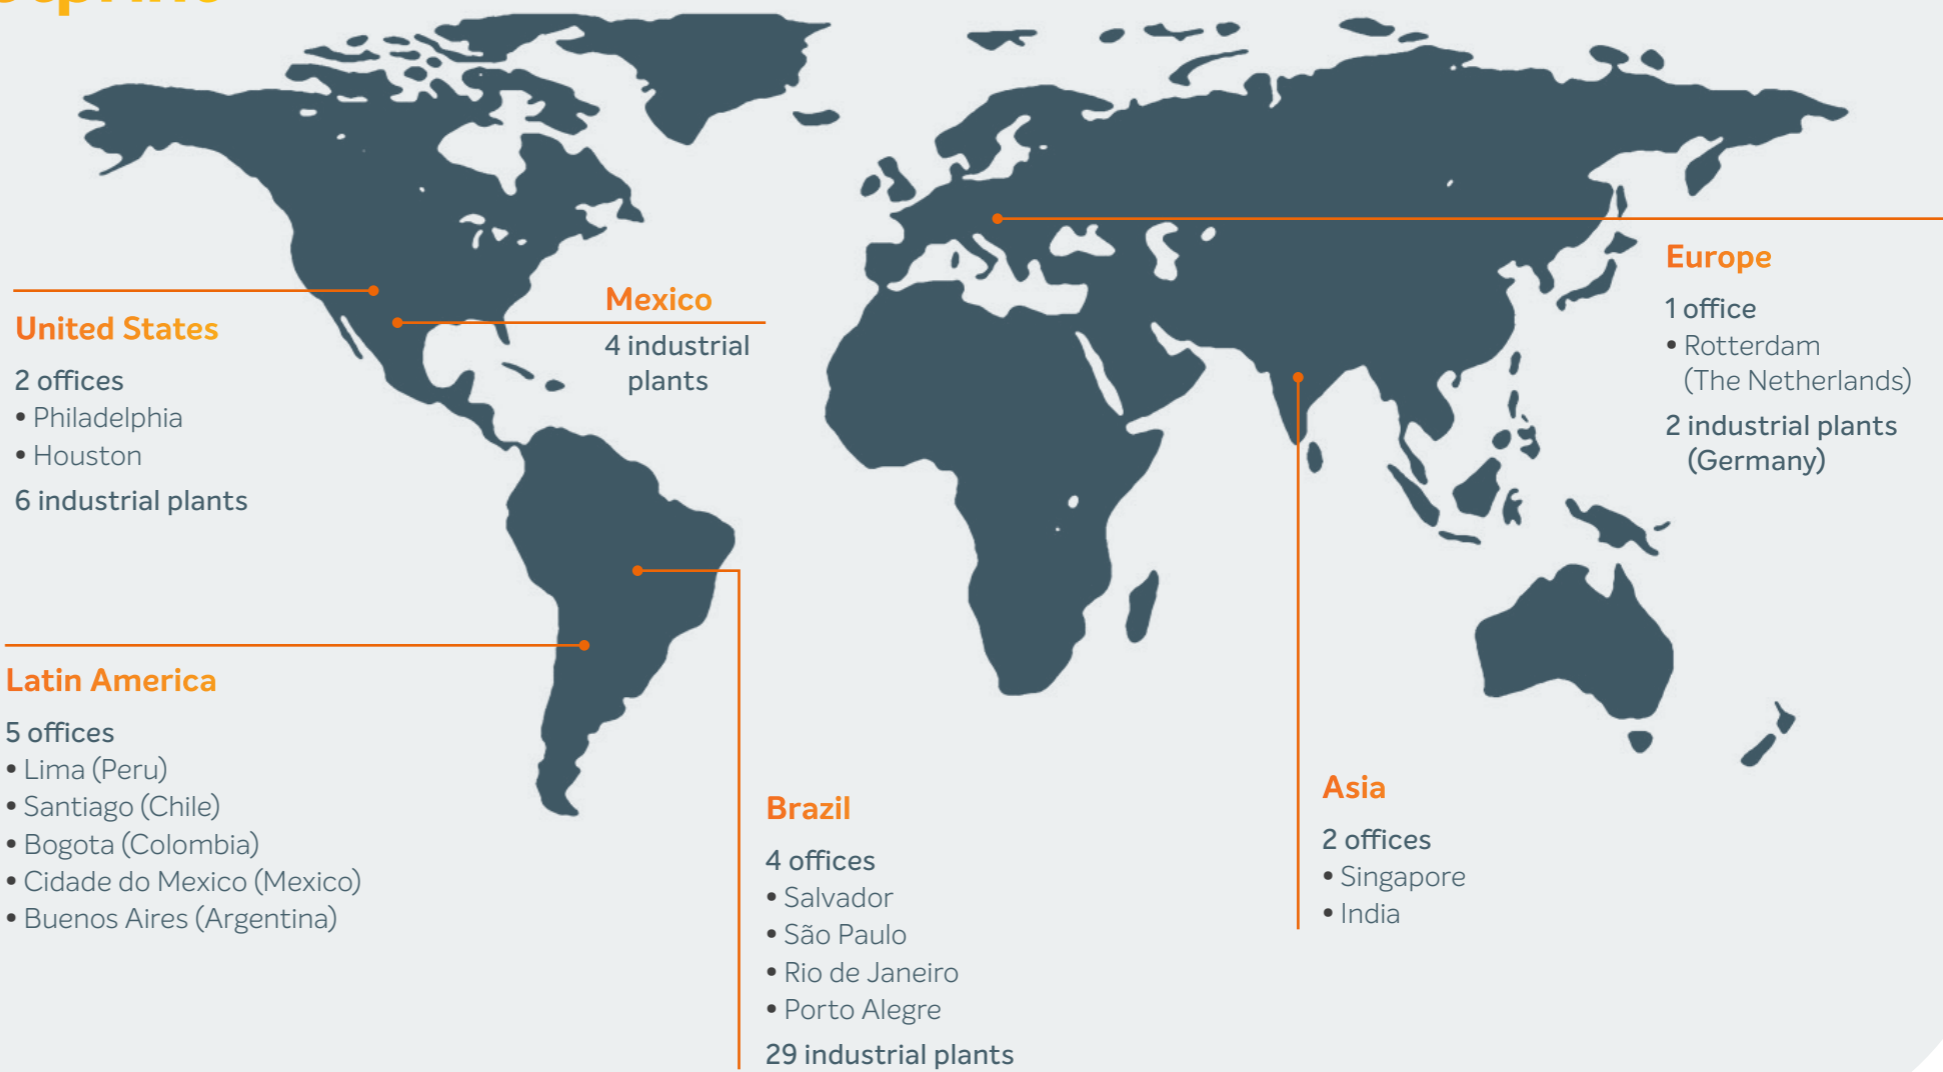 United States
2 offices
• Philadelphia
• Houston
6 industrial plants
Mexico
4 industrial
plants
Europe
1 office
• Rotterdam
(The Netherlands)
2 industrial plants
(Germany)
Latin America
5 offices
• Lima (Peru)
• Santiago (Chile)
• Bogota (Colombia)
• Cidade do Mexico (Mexico)
• Buenos Aires (Argentina)
Brazil
4 offices
• Salvador
• São Paulo
• Rio de Janeiro
• Porto Alegre
29 industrial plants
Asia
2 offices
• Singapore
• India